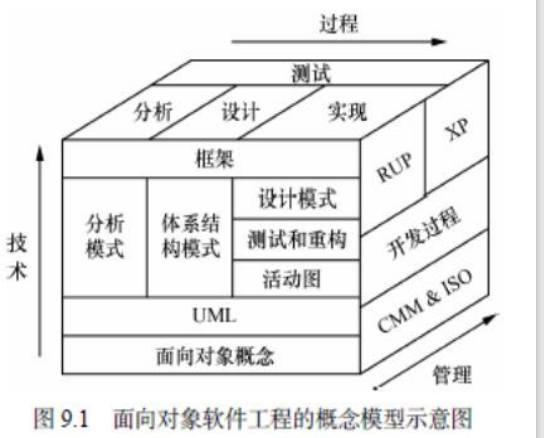 过程
测试
分析 设计 实现
框架
RUP XP
技
术
分析
模式
体系结
构模式
设计模式
测试和重构
活动图
开发过程
UML
CMM & ISO
面向对象概念
管理
图 9.1 面向对象软件工程的概念模型示意图